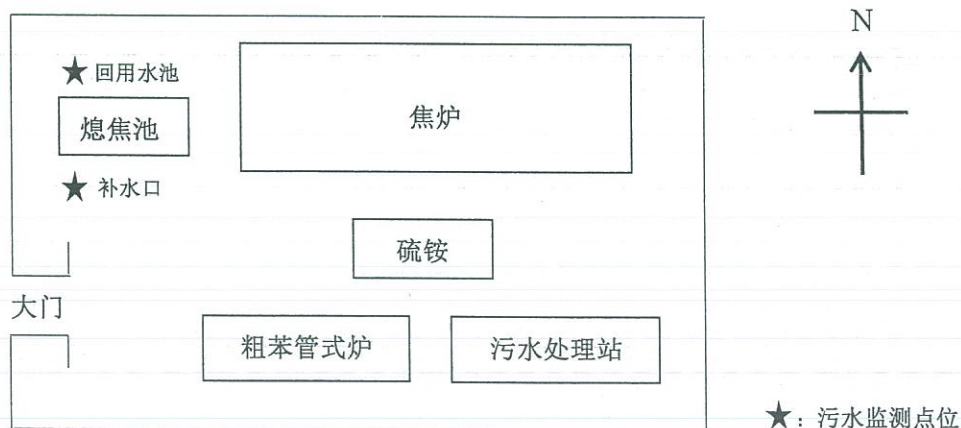 N
回用水池
熄焦池
焦炉
补水口
硫铵
大门
粗苯管式炉
污水处理站
★：污水监测点位